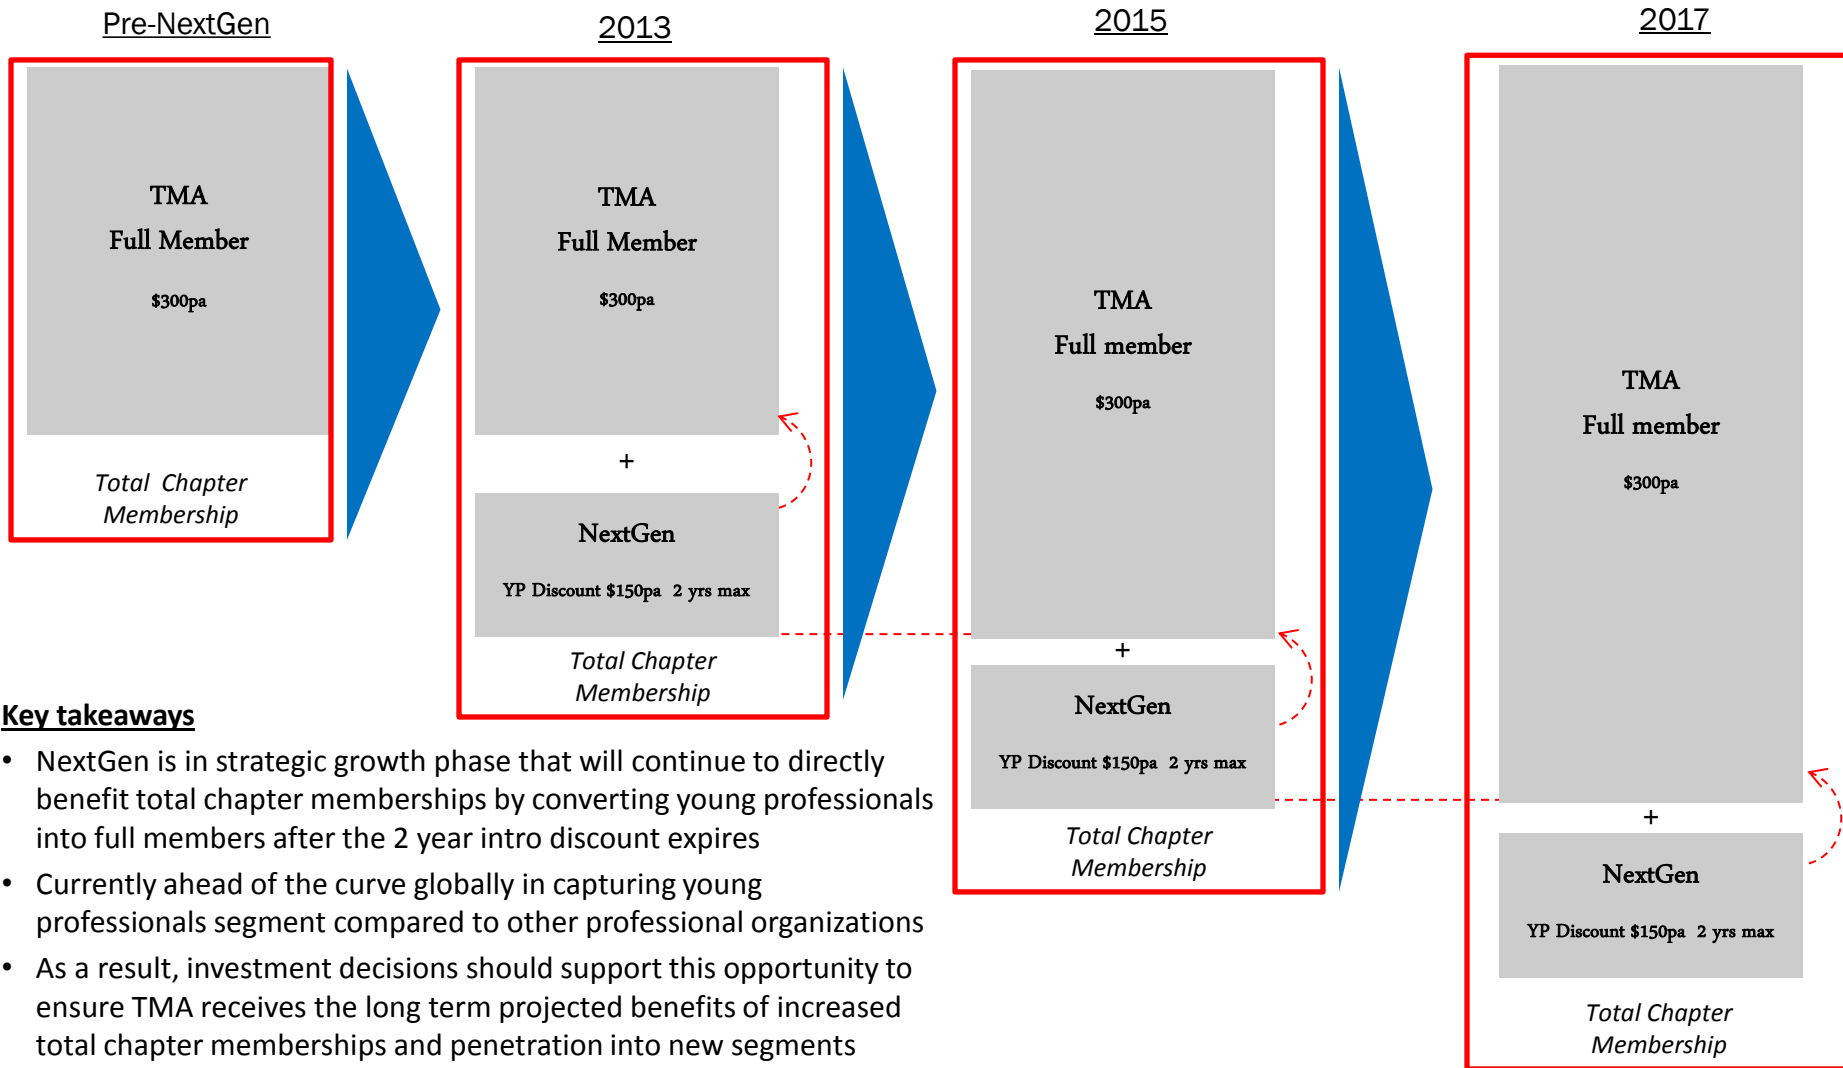 Pre-NextGen
TMA
Full Member
$300pa
Total Chapter
Membership
2013
TMA
Full Member
$300pa
+
NextGen
YP Discount $150pa 2 yrs max
Total Chapter
Membership
2015
TMA
Full member
$300pa
+
NextGen
YP Discount $150pa 2 yrs max
Total Chapter
Membership
2017
TMA
Full member
$300pa
+
NextGen
YP Discount $150pa 2 yrs max
Total Chapter
Membership
Key takeaways
• NextGen is in strategic growth phase that will continue to directly
benefit total chapter memberships by converting young professionals
into full members after the 2 year intro discount expires
• Currently ahead of the curve globally in capturing young
professionals segment compared to other professional organizations
• As a result, investment decisions should support this opportunity to
ensure TMA receives the long term projected benefits of increased
total chapter memberships and penetration into new segments